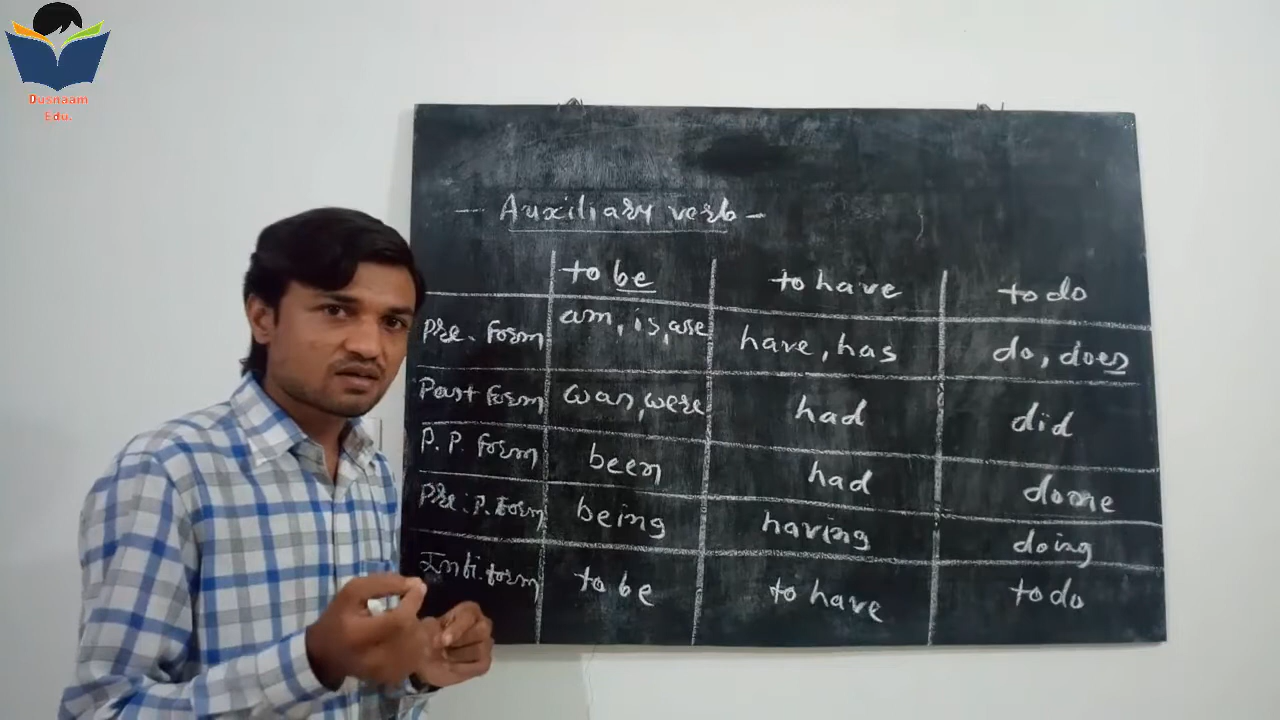 Dusnaam
Edu.
- Auxiliary verb -
to be to have to do
Pre. form am, is, are have, has do, does
Past form was, were had did
P. P. form been had done
Pre. p. form being having doing
Infi. form to be to have to do